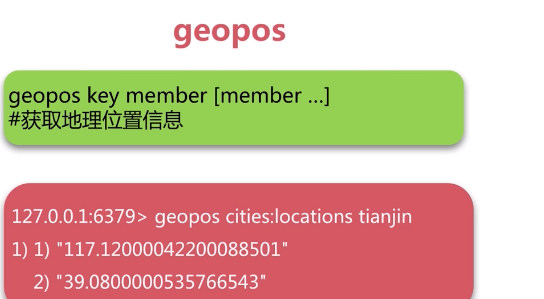 geopos
geopos key member [member …]
#获取地理位置信息
127.0.0.1:6379> geopos cities:locations tianjin
1) 1) "117.12000042200088501"
2) "39.0800000535766543"